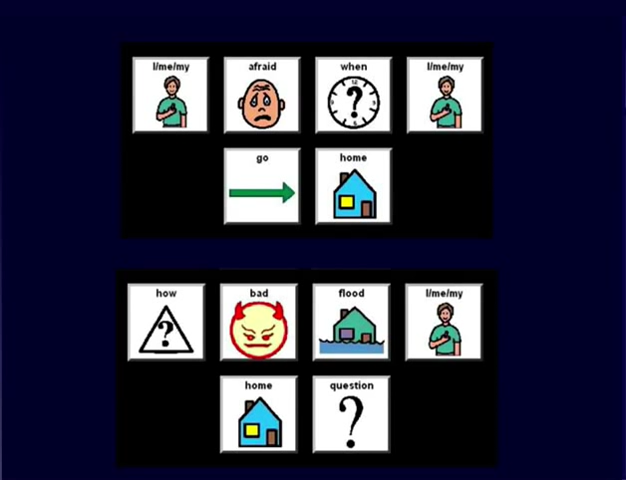 I/me/my afraid when I/me/my
go home
how bad flood I/me/my
home question